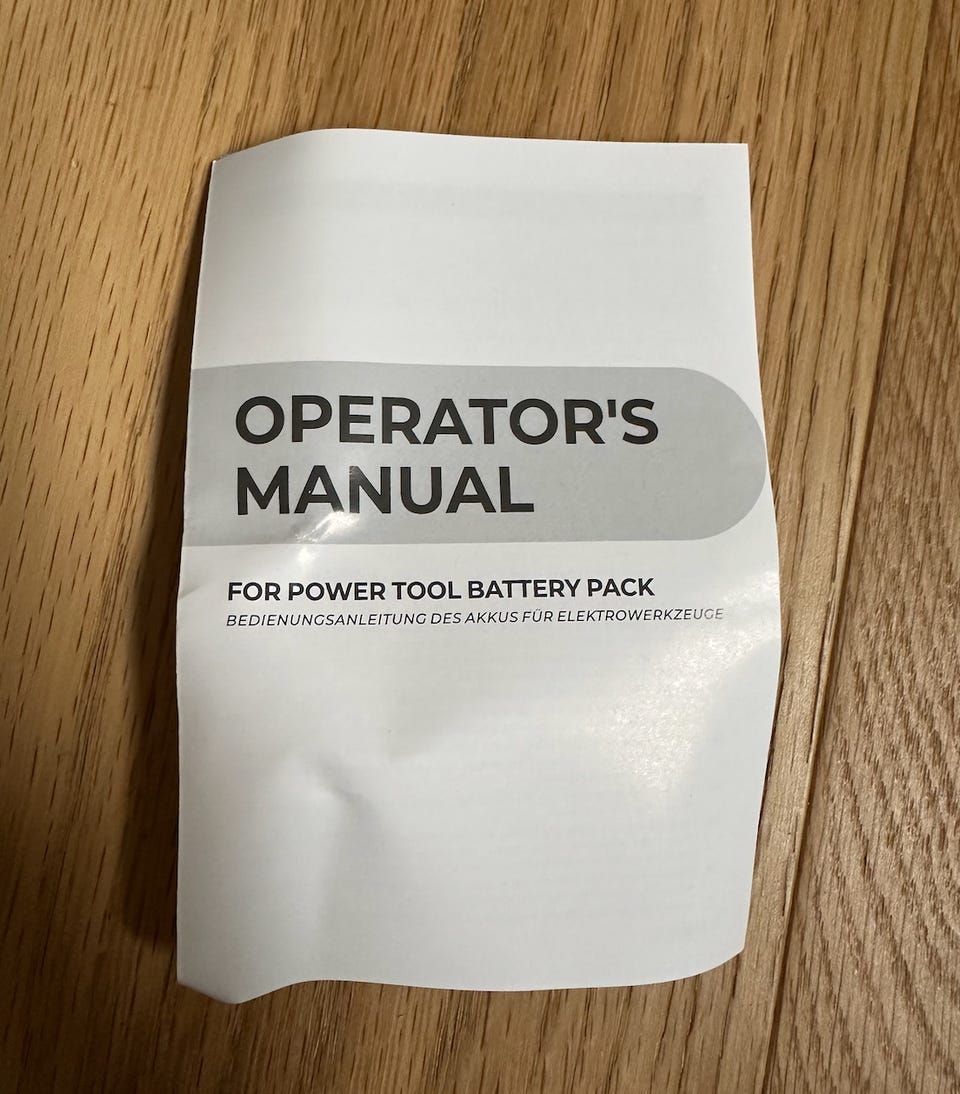 OPERATOR'S
MANUAL
FOR POWER TOOL BATTERY PACK
BEDIENUNGSANLEITUNG DES AKKUS FÜR ELEKTROWERKZEUGE